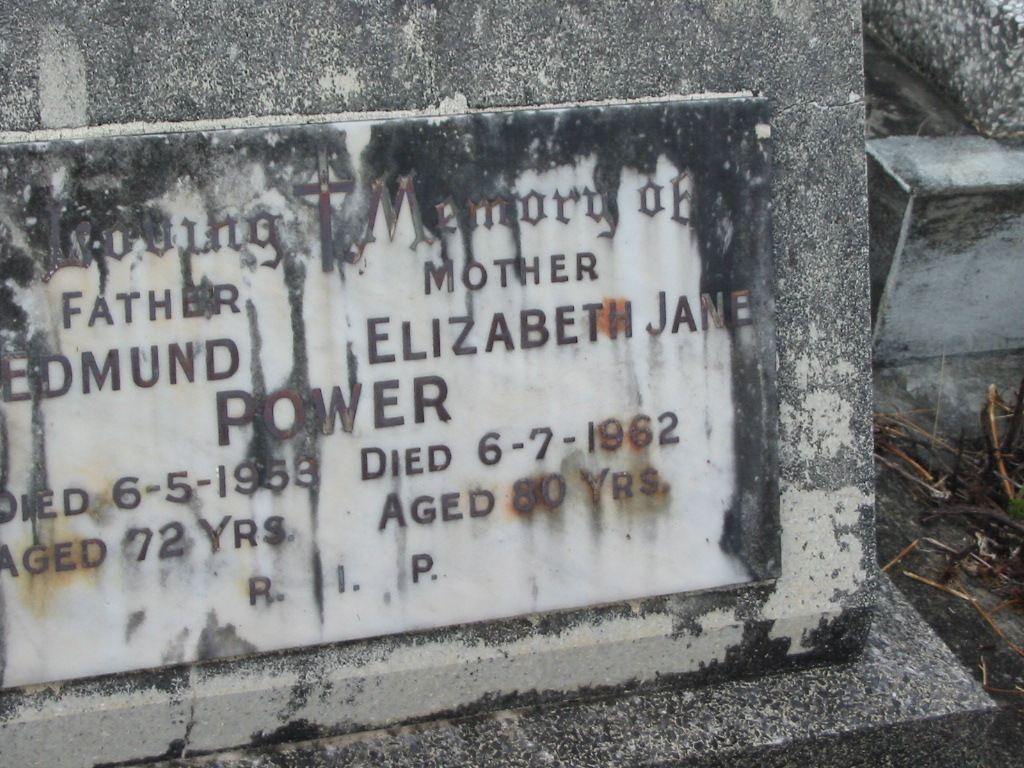 Loving Memory of
FATHER MOTHER
EDMUND ELIZABETH JANE
POWER
DIED 6-5-1953 DIED 6-7-1962
AGED 72 YRS. AGED 80 YRS.
R. I. P.